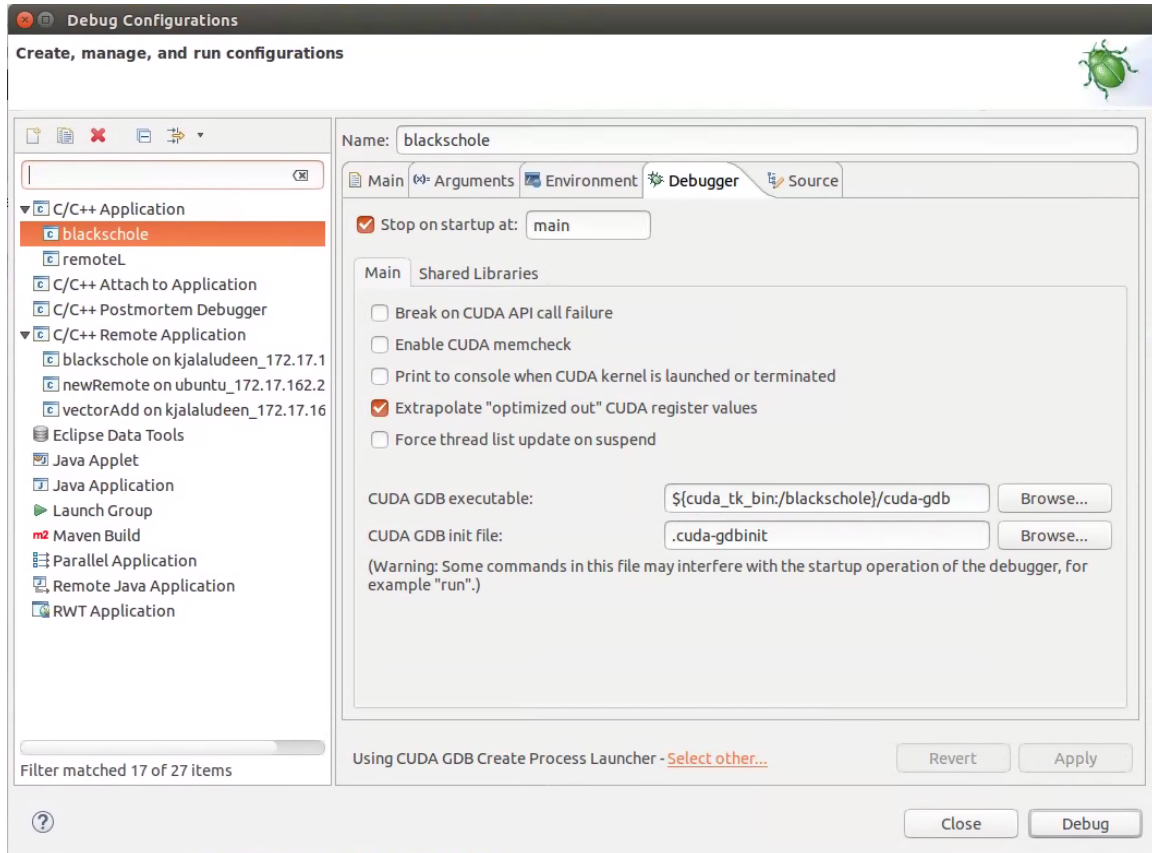 Debug Configurations
Create, manage, and run configurations
Name: blackschole
Main (x)= Arguments Environment Debugger Source
C/C++ Application
blackschole
remoteL
C/C++ Attach to Application
C/C++ Postmortem Debugger
C/C++ Remote Application
blackschole on kjalaludeen_172.17.1
newRemote on ubuntu_172.17.162.2
vectorAdd on kjalaludeen_172.17.16
Eclipse Data Tools
Java Applet
Java Application
Launch Group
m2 Maven Build
Parallel Application
Remote Java Application
RWT Application
Filter matched 17 of 27 items
Stop on startup at: main
Main Shared Libraries
Break on CUDA API call failure
Enable CUDA memcheck
Print to console when CUDA kernel is launched or terminated
Extrapolate "optimized out" CUDA register values
Force thread list update on suspend
CUDA GDB executable: ${cuda_tk_bin:/blackschole}/cuda-gdb Browse...
CUDA GDB init file: .cuda-gdbinit Browse...
(Warning: Some commands in this file may interfere with the startup operation of the debugger, for
example "run".)
Using CUDA GDB Create Process Launcher - Select other... Revert Apply
Close Debug